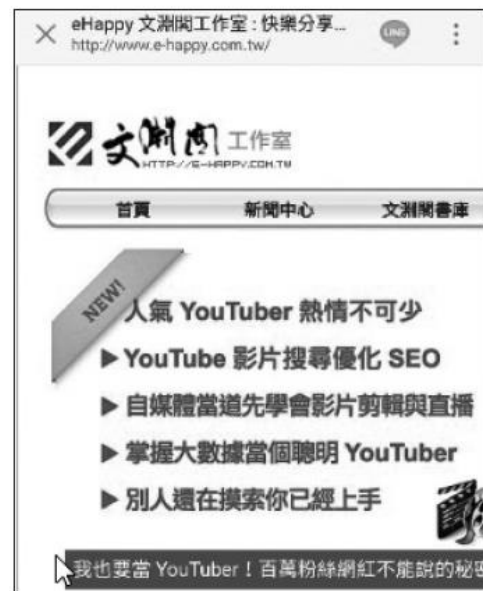 eHappy 文淵閣工作室 : 快樂分享...
http://www.e-happy.com.tw/
LINE
文淵閣 工作室
HTTP://E-HAPPY.COM.TW
首頁 新聞中心 文淵閣書庫
NEW!
人氣 YouTuber 熱情不可少
▶ YouTube 影片搜尋優化 SEO
▶ 自媒體當道先學會影片剪輯與直播
▶ 掌握大數據當個聰明 YouTuber
▶ 別人還在摸索你已經上手
我也要當 YouTuber！百萬粉絲網紅不能說的秘密